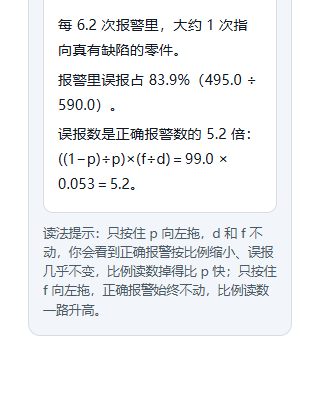 每 6.2 次报警里，大约 1 次指
向真有缺陷的零件。
报警里误报占 83.9%（495.0 ÷
590.0）。
误报数是正确报警数的 5.2 倍：
((1−p)÷p)×(f÷d) = 99.0 ×
0.053 = 5.2。
读法提示：只按住 p 向左拖，d 和 f 不
动，你会看到正确报警按比例缩小、误报
几乎不变，比例读数掉得比 p 快；只按住
f 向左拖，正确报警始终不动，比例读数
一路升高。